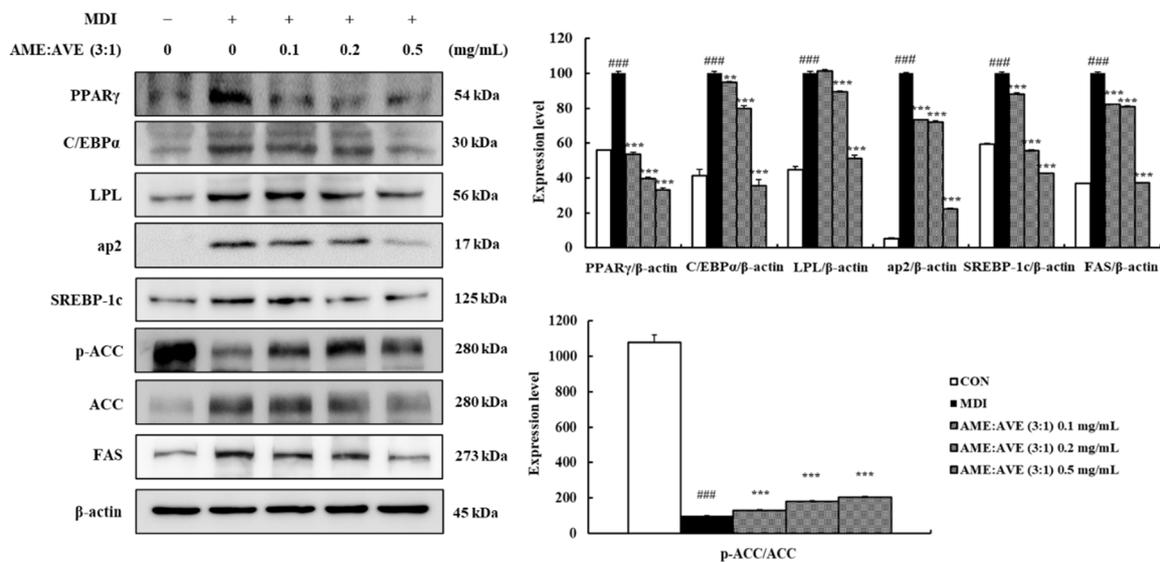 MDI – + + + +
AME:AVE (3:1) 0 0 0.1 0.2 0.5 (mg/mL)
PPARγ 54 kDa
C/EBPα 30 kDa
LPL 56 kDa
ap2 17 kDa
SREBP-1c 125 kDa
p-ACC 280 kDa
ACC 280 kDa
FAS 273 kDa
β-actin 45 kDa
Expression level
120
100
80
60
40
20
0
### *** *** ***
### ** *** ***
### *** ***
### *** *** ***
### *** *** ***
### *** *** ***
PPARγ/β-actin C/EBPα/β-actin LPL/β-actin ap2/β-actin SREBP-1c/β-actin FAS/β-actin
Expression level
1200
1000
800
600
400
200
0
### *** *** ***
p-ACC/ACC
CON
MDI
AME:AVE (3:1) 0.1 mg/mL
AME:AVE (3:1) 0.2 mg/mL
AME:AVE (3:1) 0.5 mg/mL